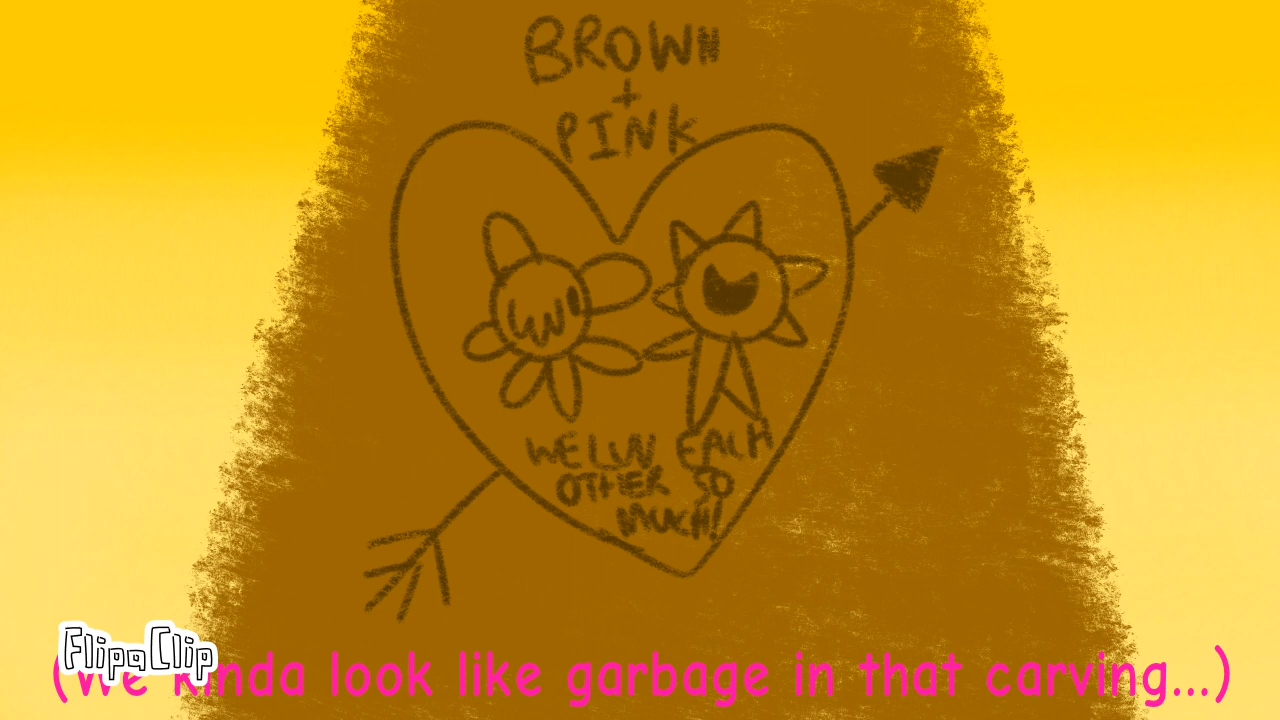 BROWN
+
PINK
WE LUV EACH
OTHER SO
MUCH!
FlipaClip
(We kinda look like garbage in that carving...)